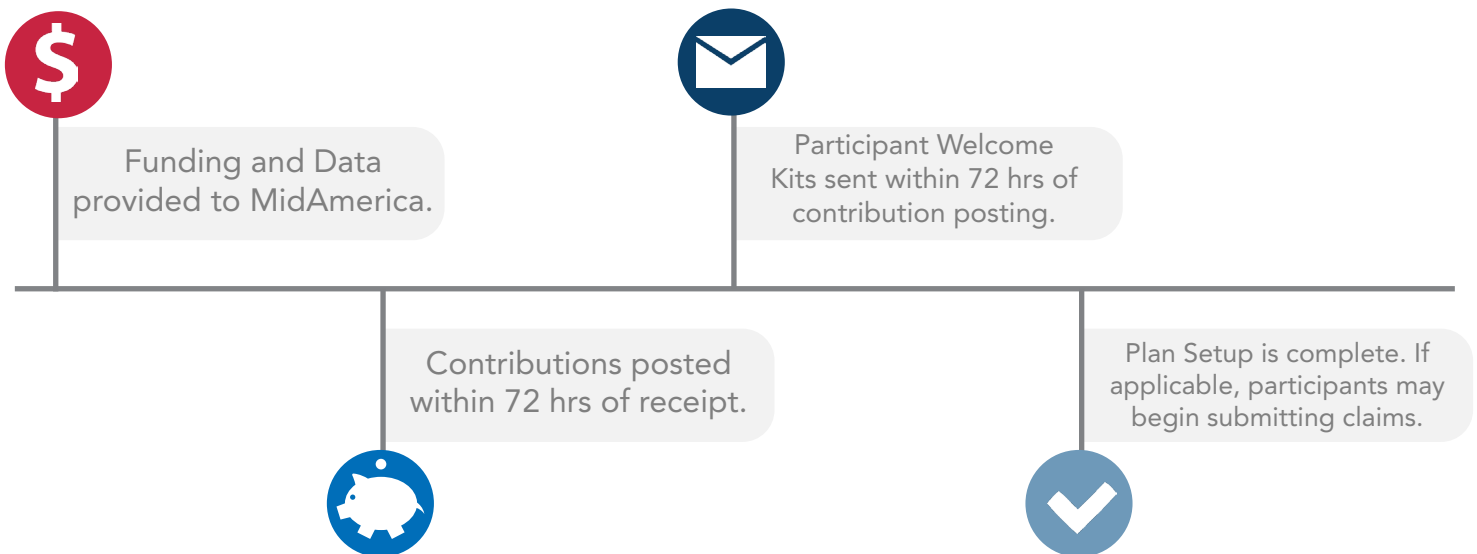 Funding and Data
provided to MidAmerica.
Contributions posted
within 72 hrs of receipt.
Participant Welcome
Kits sent within 72 hrs of
contribution posting.
Plan Setup is complete. If
applicable, participants may
begin submitting claims.